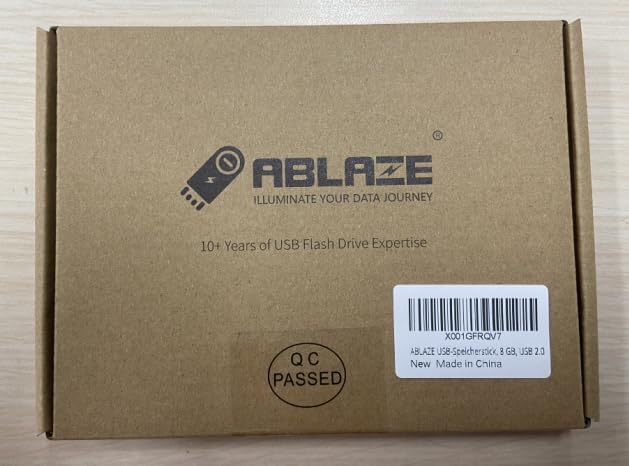 ®
ABLAZE
ILLUMINATE YOUR DATA JOURNEY
10+ Years of USB Flash Drive Expertise
X001GFRQV7
ABLAZE USB-Speicherstick, 8 GB, USB 2.0
New Made in China
QC
PASSED